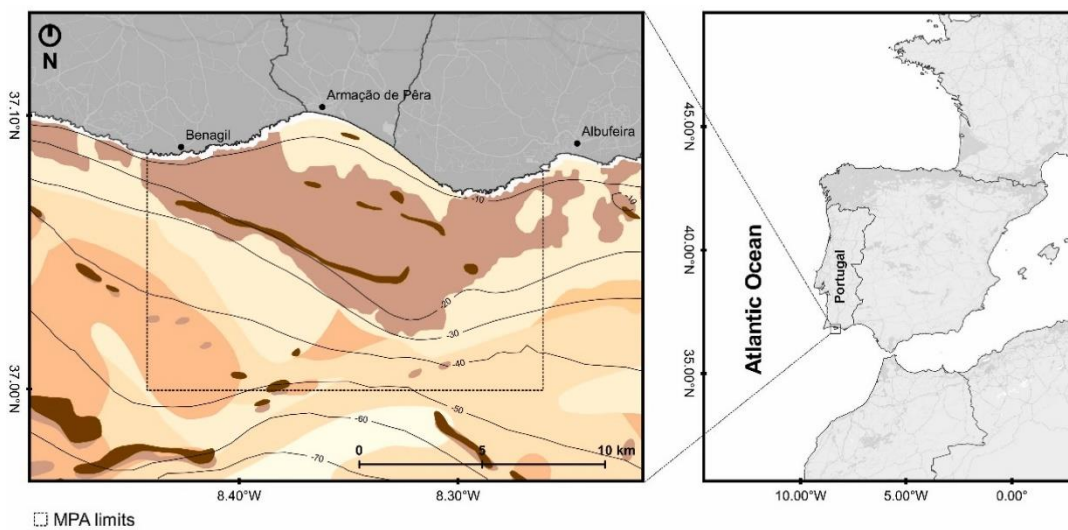 N
Armação de Pêra
Benagil
Albufeira
37.10°N
37.00°N
-10
-10
-20
-30
-40
-50
-60
-70
0 5 10 km
8.40°W 8.30°W
MPA limits
45.00°N
40.00°N
35.00°N
Atlantic Ocean
Portugal
10.00°W 5.00°W 0.00°